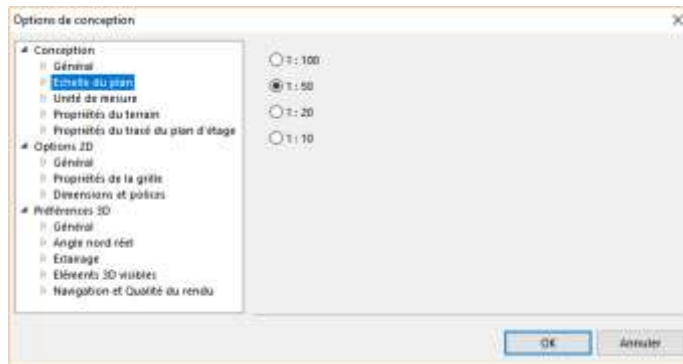 Options de conception
Conception
Général
Echelle du plan
Unité de mesure
Propriétés du terrain
Propriétés du tracé du plan d'étage
Options 2D
Général
Propriétés de la grille
Dimensions et polices
Préférences 3D
Général
Angle nord réel
Eclairage
Eléments 3D visibles
Navigation et Qualité du rendu
1 : 100
1 : 50
1 : 20
1 : 10
OK
Annuler